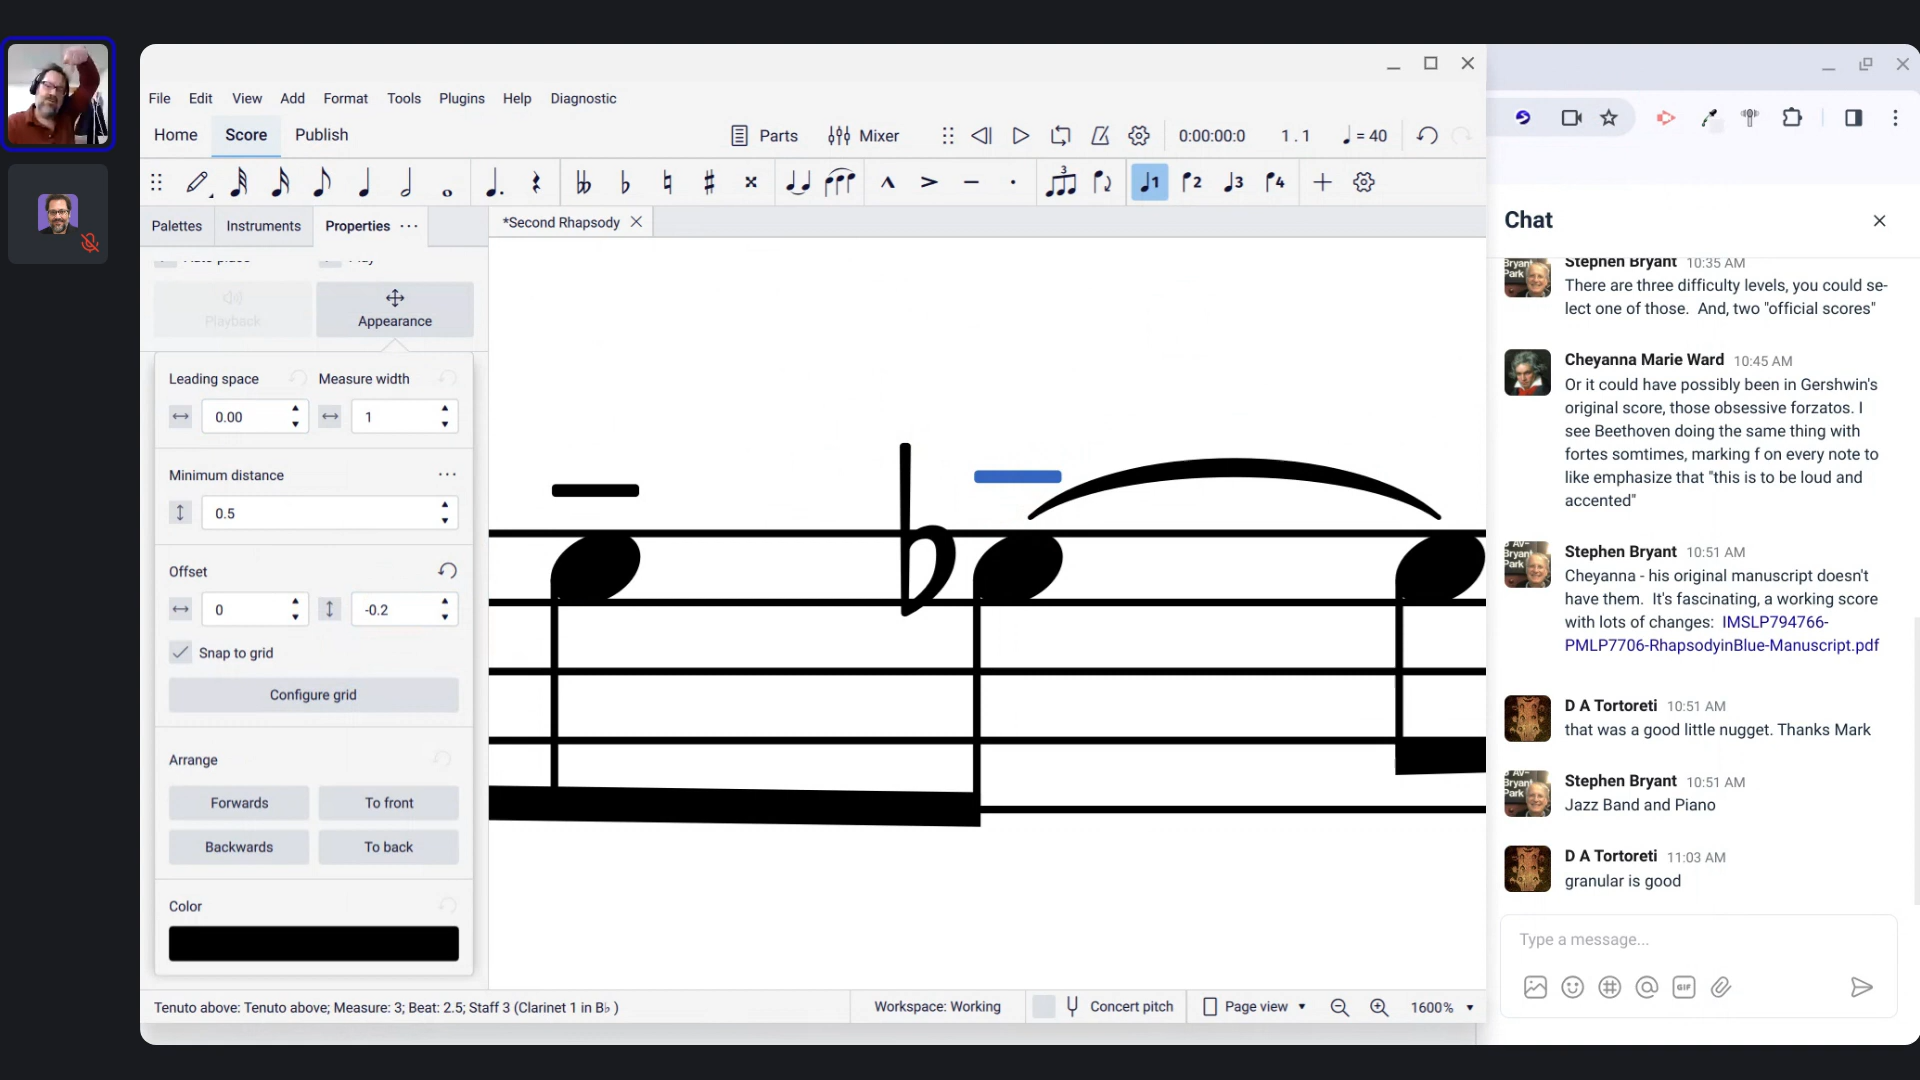 File Edit View Add Format Tools Plugins Help Diagnostic
Home Score Publish
Parts Mixer 0:00:00:0 1 . 1 = 40
3 1 2 3 4
Palettes Instruments Properties
*Second Rhapsody
Playback
Appearance
Leading space Measure width
0.00 1
Minimum distance
0.5
Offset
0 -0.2
Snap to grid
Configure grid
Arrange
Forwards To front
Backwards To back
Color
Tenuto above: Tenuto above; Measure: 3; Beat: 2.5; Staff 3 (Clarinet 1 in B♭ )
Workspace: Working
Concert pitch
Page view
1600%
Chat
Stephen Bryant 10:35 AM
There are three difficulty levels, you could se-
lect one of those. And, two "official scores"
Cheyanna Marie Ward 10:45 AM
Or it could have possibly been in Gershwin's
original score, those obsessive forzatos. I
see Beethoven doing the same thing with
fortes somtimes, marking f on every note to
like emphasize that "this is to be loud and
accented"
Stephen Bryant 10:51 AM
Cheyanna - his original manuscript doesn't
have them. It's fascinating, a working score
with lots of changes: IMSLP794766-
PMLP7706-RhapsodyinBlue-Manuscript.pdf
D A Tortoreti 10:51 AM
that was a good little nugget. Thanks Mark
Stephen Bryant 10:51 AM
Jazz Band and Piano
D A Tortoreti 11:03 AM
granular is good
Type a message...
GIF